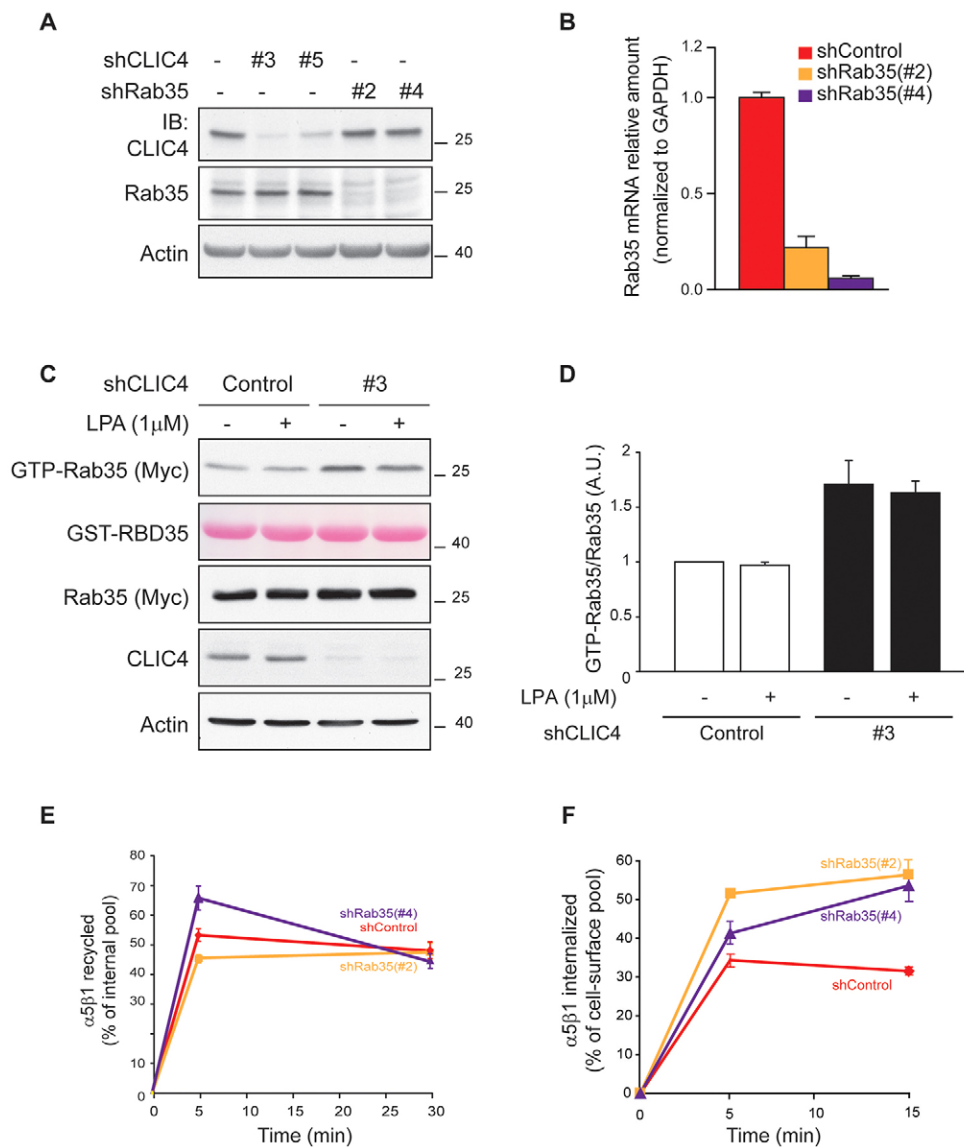 A
shCLIC4 - #3 #5 - -
shRab35 - - - #2 #4
IB:
CLIC4
25
Rab35
25
Actin
40
B
Rab35 mRNA relative amount
(normalized to GAPDH)
1.2
1.0
0.5
0.0
shControl
shRab35(#2)
shRab35(#4)
C
shCLIC4 Control #3
LPA (1μM) - + - +
GTP-Rab35 (Myc)
25
GST-RBD35
40
Rab35 (Myc)
25
CLIC4
25
Actin
40
D
GTP-Rab35/Rab35 (A.U.)
2
1.5
1
0.5
0
LPA (1μM) - + - +
shCLIC4 Control #3
E
α5β1 recycled
(% of internal pool)
80
70
60
50
40
30
20
10
0
shRab35(#4)
shControl
shRab35(#2)
0 5 10 15 20 25 30
Time (min)
F
α5β1 internalized
(% of cell-surface pool)
60
50
40
30
20
10
0
shRab35(#2)
shRab35(#4)
shControl
0 5 10 15
Time (min)